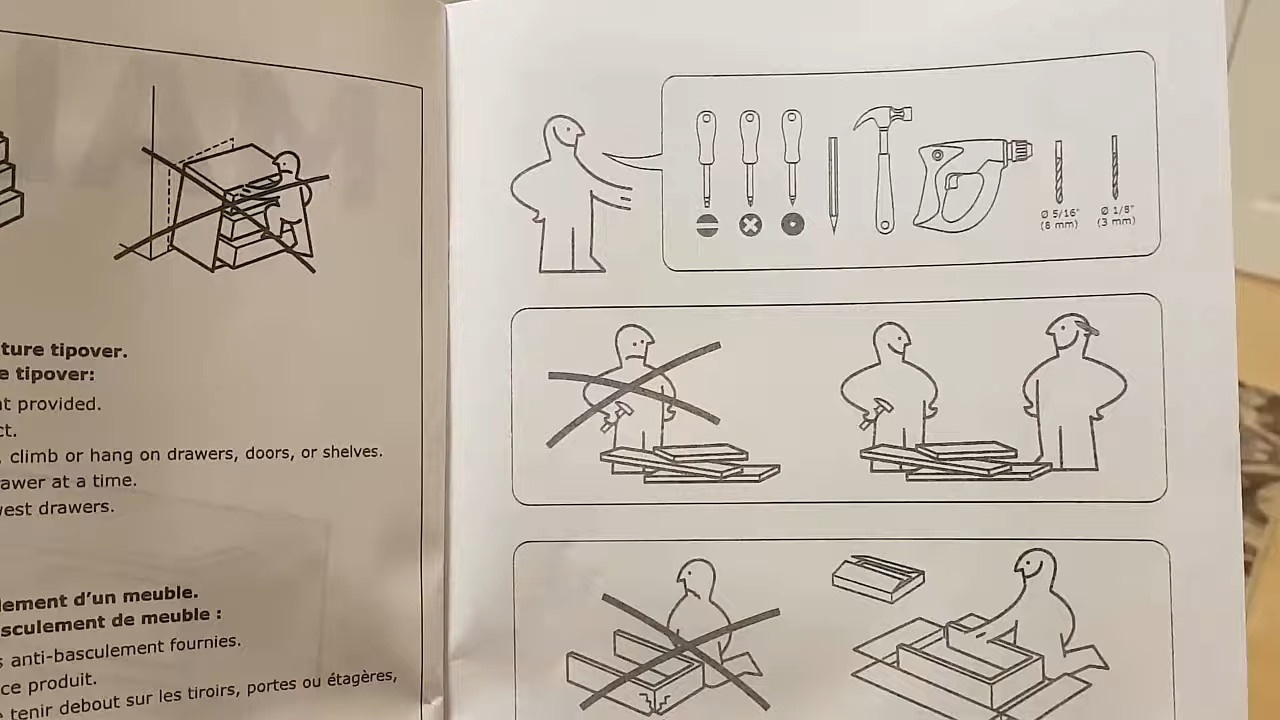 ture tipover.
e tipover:
t provided.
ct.
climb or hang on drawers, doors, or shelves.
awer at a time.
vest drawers.
lement d'un meuble.
sculement de meuble :
s anti-basculement fournies.
ce produit.
tenir debout sur les tiroirs, portes ou étagères,
Ø 5/16"
(8 mm)
Ø 1/8"
(3 mm)